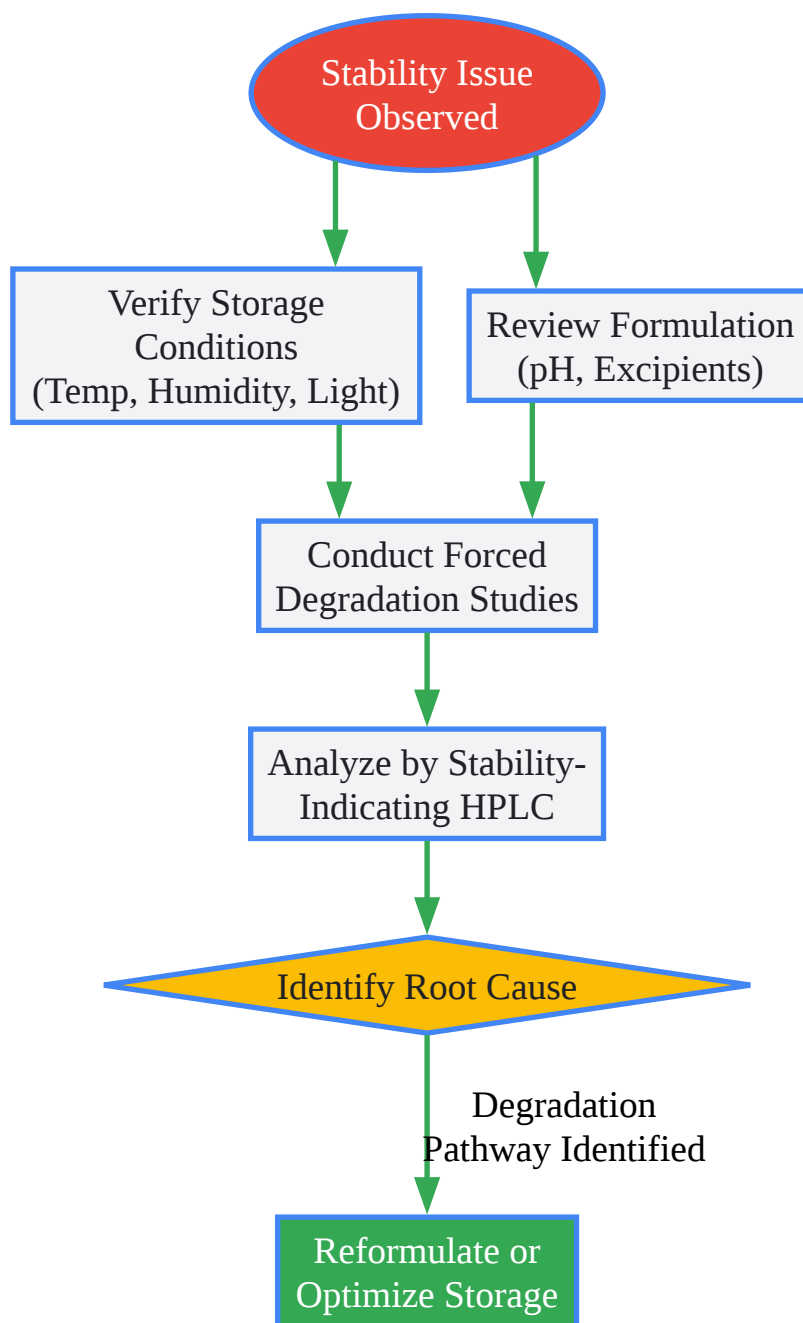 Stability Issue
Observed
Verify Storage
Conditions
(Temp, Humidity, Light)
Review Formulation
(pH, Excipients)
Conduct Forced
Degradation Studies
Analyze by Stability-
Indicating HPLC
Identify Root Cause
Degradation
Pathway Identified
Reformulate or
Optimize Storage